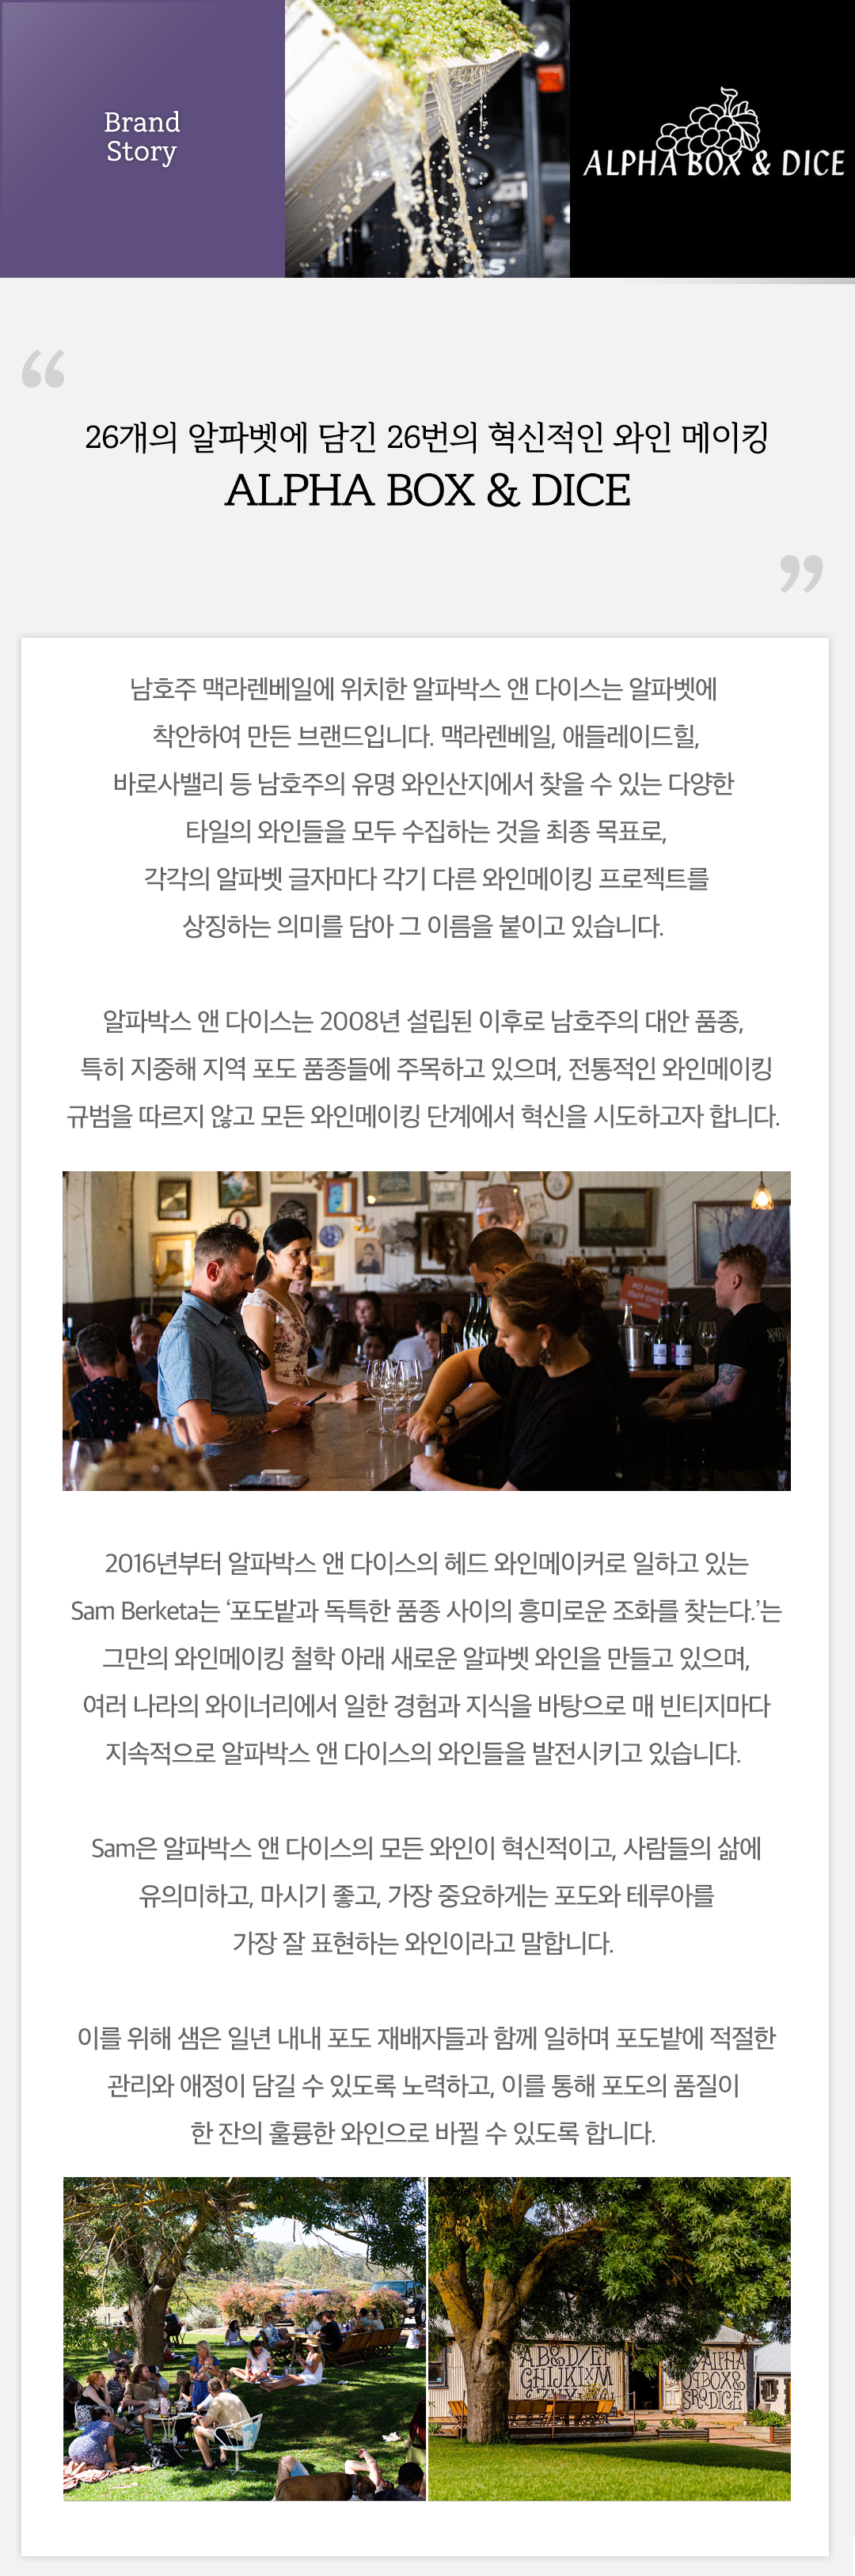 Brand
Story
ALPHA BOX & DICE
26개의 알파벳에 담긴 26번의 혁신적인 와인 메이킹
ALPHA BOX & DICE
남호주 맥라렌베일에 위치한 알파박스 앤 다이스는 알파벳에
착안하여 만든 브랜드입니다. 맥라렌베일, 애들레이드힐,
바로사밸리 등 남호주의 유명 와인산지에서 찾을 수 있는 다양한
타일의 와인들을 모두 수집하는 것을 최종 목표로,
각각의 알파벳 글자마다 각기 다른 와인메이킹 프로젝트를
상징하는 의미를 담아 그 이름을 붙이고 있습니다.
알파박스 앤 다이스는 2008년 설립된 이후로 남호주의 대안 품종,
특히 지중해 지역 포도 품종들에 주목하고 있으며, 전통적인 와인메이킹
규범을 따르지 않고 모든 와인메이킹 단계에서 혁신을 시도하고자 합니다.
NO ENTRY
2016년부터 알파박스 앤 다이스의 헤드 와인메이커로 일하고 있는
Sam Berketa는 ‘포도밭과 독특한 품종 사이의 흥미로운 조화를 찾는다.’는
그만의 와인메이킹 철학 아래 새로운 알파벳 와인을 만들고 있으며,
여러 나라의 와이너리에서 일한 경험과 지식을 바탕으로 매 빈티지마다
지속적으로 알파박스 앤 다이스의 와인들을 발전시키고 있습니다.
Sam은 알파박스 앤 다이스의 모든 와인이 혁신적이고, 사람들의 삶에
유의미하고, 마시기 좋고, 가장 중요하게는 포도와 테루아를
가장 잘 표현하는 와인이라고 말합니다.
이를 위해 샘은 일년 내내 포도 재배자들과 함께 일하며 포도밭에 적절한
관리와 애정이 담길 수 있도록 노력하고, 이를 통해 포도의 품질이
한 잔의 훌륭한 와인으로 바뀔 수 있도록 합니다.
ALPHA
BOX&
DICE